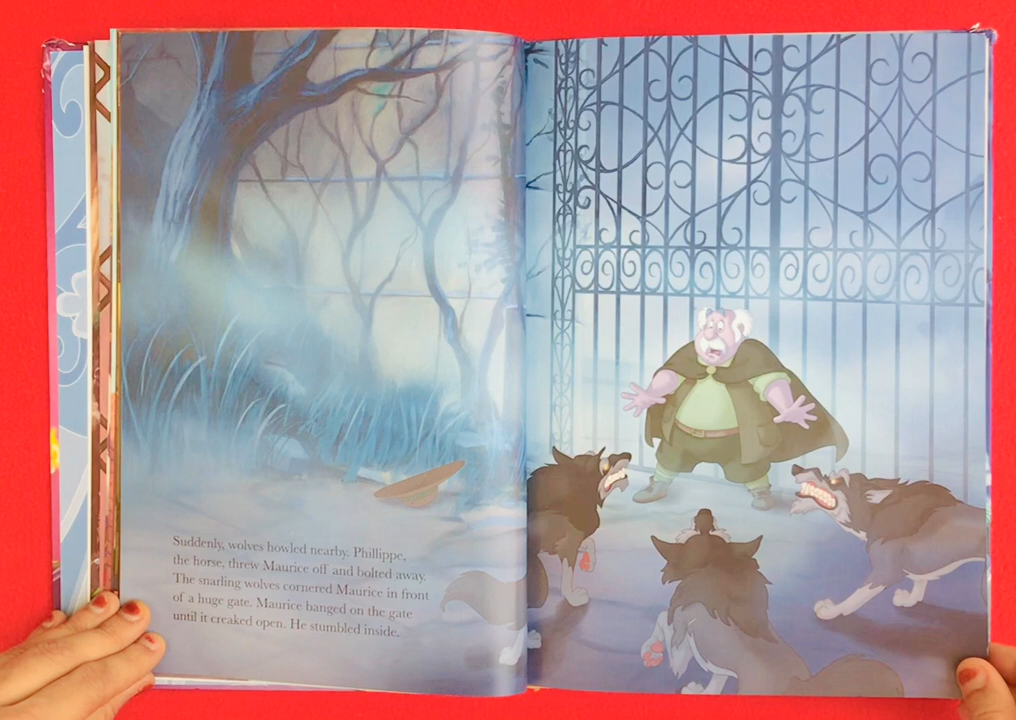 Suddenly, wolves howled nearby. Phillippe,
the horse, threw Maurice off and bolted away.
The snarling wolves cornered Maurice in front
of a huge gate. Maurice banged on the gate
until it creaked open. He stumbled inside.